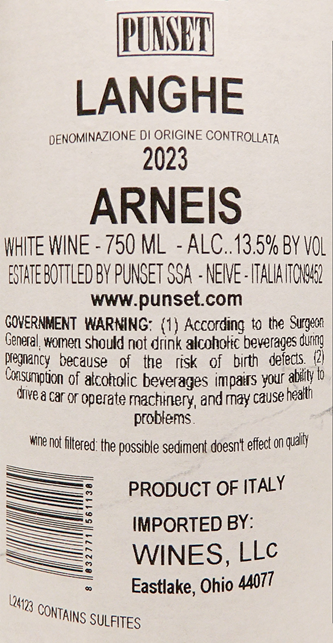 PUNSET
LANGHE
DENOMINAZIONE DI ORIGINE CONTROLLATA
2023
ARNEIS
WHITE WINE - 750 ML - ALC..13.5% BY VOL
ESTATE BOTTLED BY PUNSET SSA - NEIVE - ITALIA ITCN9452
www.punset.com
GOVERNMENT WARNING: (1) According to the Surgeon
General, women should not drink alcoholic beverages during
pregnancy because of the risk of birth defects. (2)
Consumption of alcoholic beverages impairs your ability to
drive a car or operate machinery, and may cause health
problems.
wine not filtered: the possible sediment doesn't effect on quality
8 032771 561138
PRODUCT OF ITALY
IMPORTED BY:
WINES, LLc
Eastlake, Ohio 44077
L24123 CONTAINS SULFITES